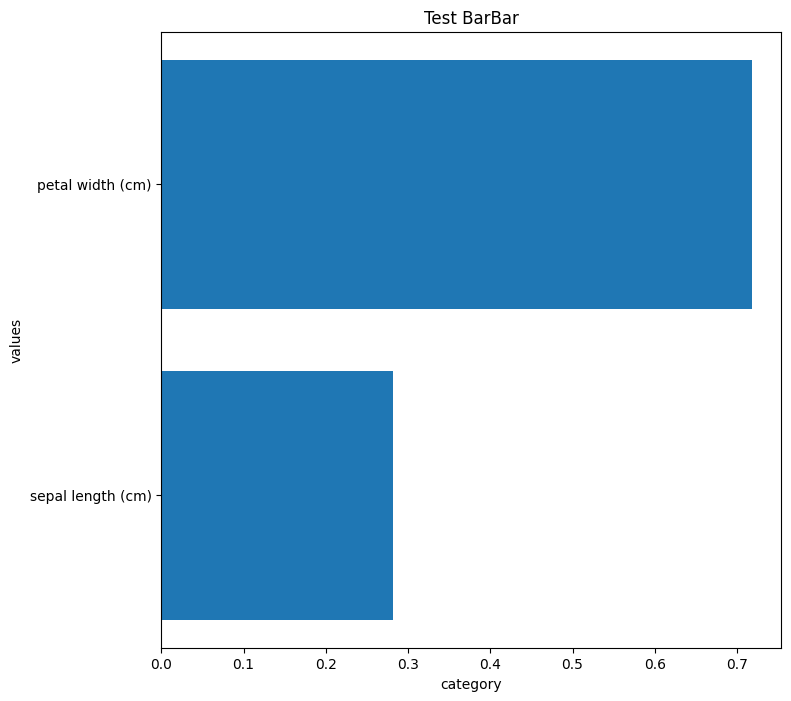 Test BarBar
petal width (cm)
values
sepal length (cm)
0.0 0.1 0.2 0.3 0.4 0.5 0.6 0.7
category